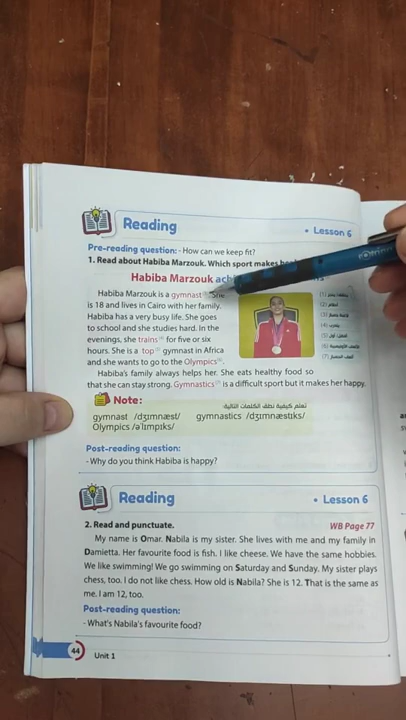 Reading
• Lesson 6
Pre-reading question: - How can we keep fit?
1. Read about Habiba Marzouk. Which sport makes
Habiba Marzouk
Habiba Marzouk is a gymnast⁽¹⁾. She
is 18 and lives in Cairo with her family.
Habiba has a very busy life. She goes
to school and she studies hard. In the
evenings, she trains⁽⁴⁾ for five or six
hours. She is a top⁽⁵⁾ gymnast in Africa
and she wants to go to the Olympics⁽⁶⁾.
Habiba's family always helps her. She eats healthy food so
that she can stay strong. Gymnastics⁽⁷⁾ is a difficult sport but it makes her happy.
Note:
تعلم كيفية نطق الكلمات التالية
gymnast /dʒɪmnæst/ gymnastics /dʒɪmnæstɪks/
Olympics /əˈlɪmpɪks/
Post-reading question:
- Why do you think Habiba is happy?
Reading
• Lesson 6
2. Read and punctuate.
WB Page 77
My name is Omar. Nabila is my sister. She lives with me and my family in
Damietta. Her favourite food is fish. I like cheese. We have the same hobbies.
We like swimming! We go swimming on Saturday and Sunday. My sister plays
chess, too. I do not like chess. How old is Nabila? She is 12. That is the same as
me. I am 12, too.
Post-reading question:
- What's Nabila's favourite food?
44
Unit 1